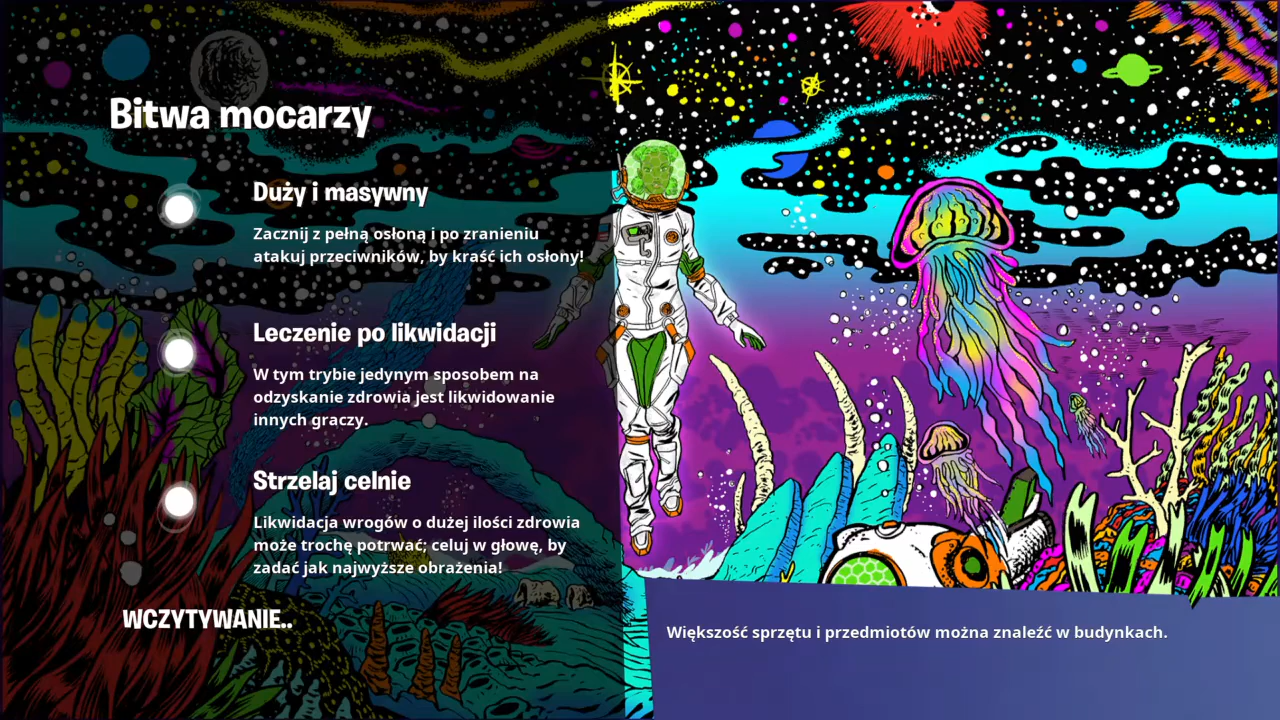 Bitwa mocarzy
Duży i masywny
Zacznij z pełną osłoną i po zranieniu
atakuj przeciwników, by kraść ich osłony!
Leczenie po likwidacji
W tym trybie jedynym sposobem na
odzyskanie zdrowia jest likwidowanie
innych graczy.
Strzelaj celnie
Likwidacja wrogów o dużej ilości zdrowia
może trochę potrwać; celuj w głowę, by
zadać jak najwyższe obrażenia!
WCZYTYWANIE..
Większość sprzętu i przedmiotów można znaleźć w budynkach.